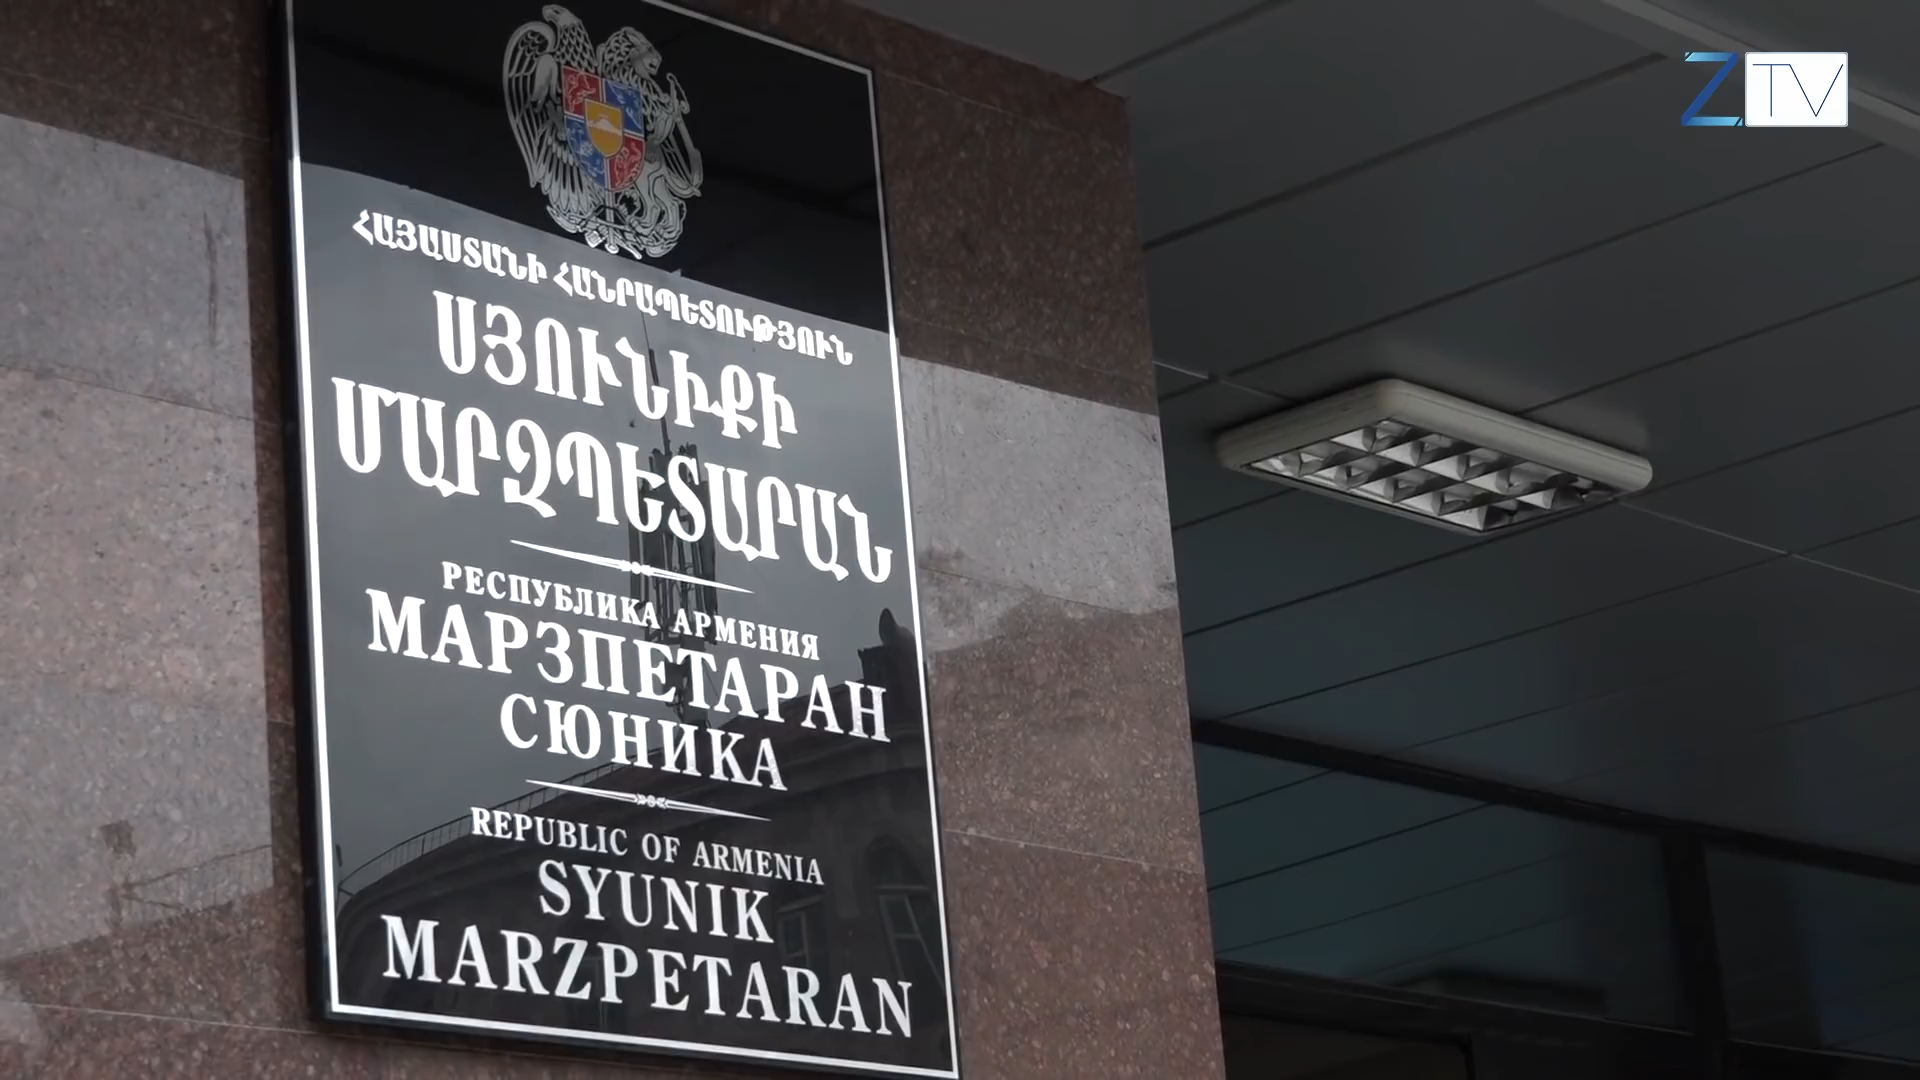 ՀԱՅԱՍՏԱՆԻ ՀԱՆՐԱՊԵՏՈՒԹՅՈՒՆ
ՍՅՈՒՆԻՔԻ
ՄԱՐԶՊԵՏԱՐԱՆ
РЕСПУБЛИКА АРМЕНИЯ
МАРЗПЕТАРАН
СЮНИКА
REPUBLIC OF ARMENIA
SYUNIK
MARZPETARAN
ZTV